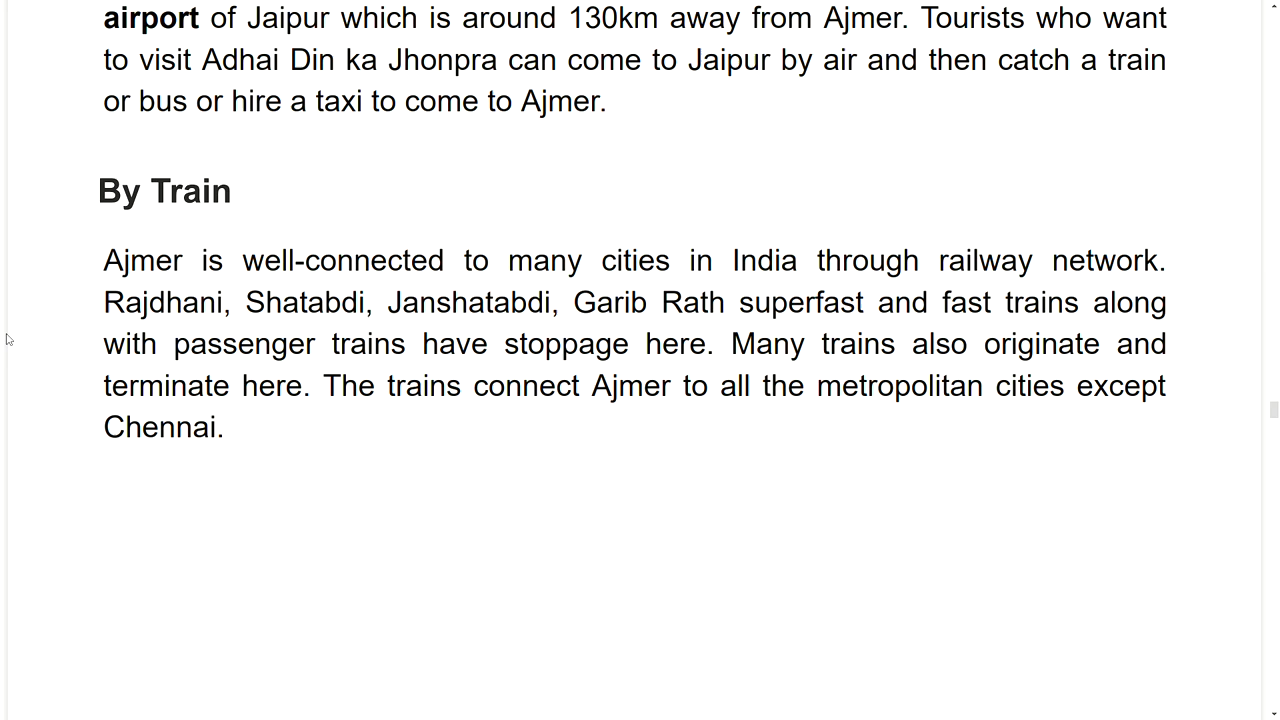 airport of Jaipur which is around 130km away from Ajmer. Tourists who want
to visit Adhai Din ka Jhonpra can come to Jaipur by air and then catch a train
or bus or hire a taxi to come to Ajmer.
By Train
Ajmer is well-connected to many cities in India through railway network.
Rajdhani, Shatabdi, Janshatabdi, Garib Rath superfast and fast trains along
with passenger trains have stoppage here. Many trains also originate and
terminate here. The trains connect Ajmer to all the metropolitan cities except
Chennai.